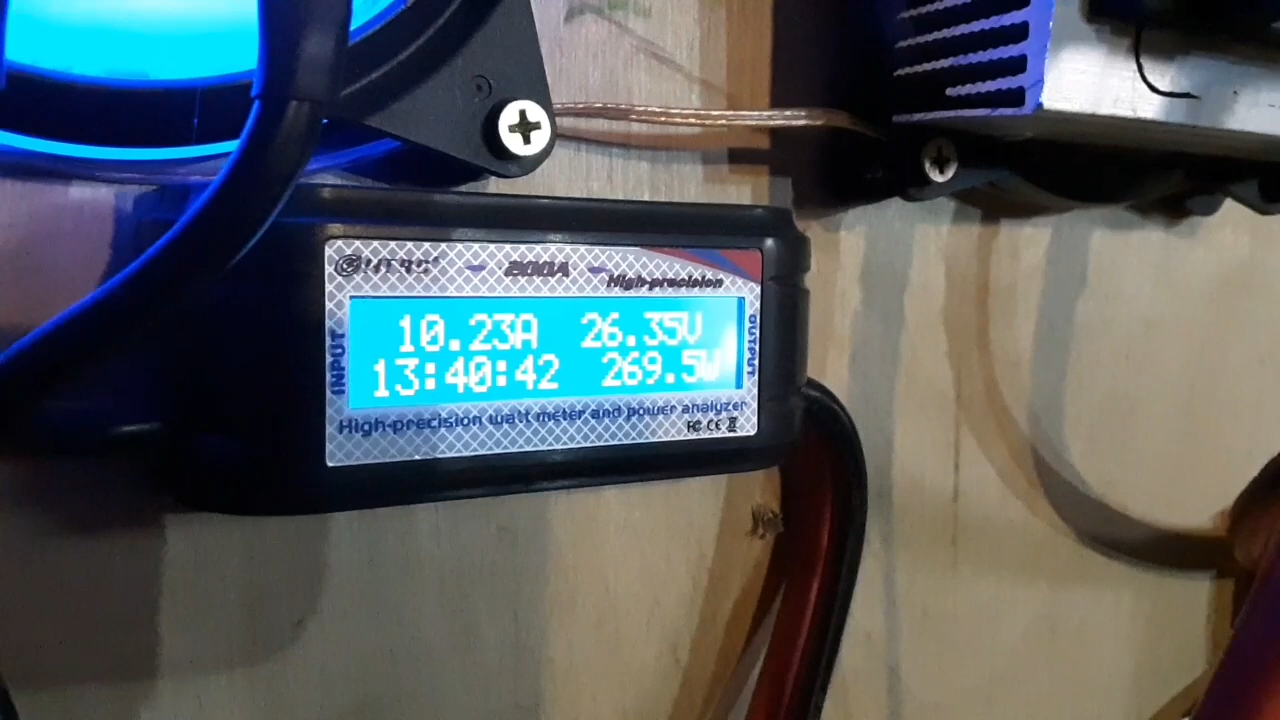 HTRC 200A
High-precision
INPUT
10.23A 26.35V
13:40:42 269.5W
OUTPUT
High-precision watt meter and power analyzer
FC CE